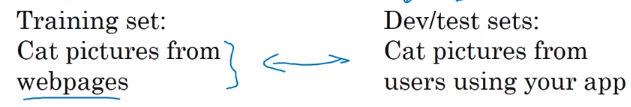 Training set:
Cat pictures from
webpages
Dev/test sets:
Cat pictures from
users using your app